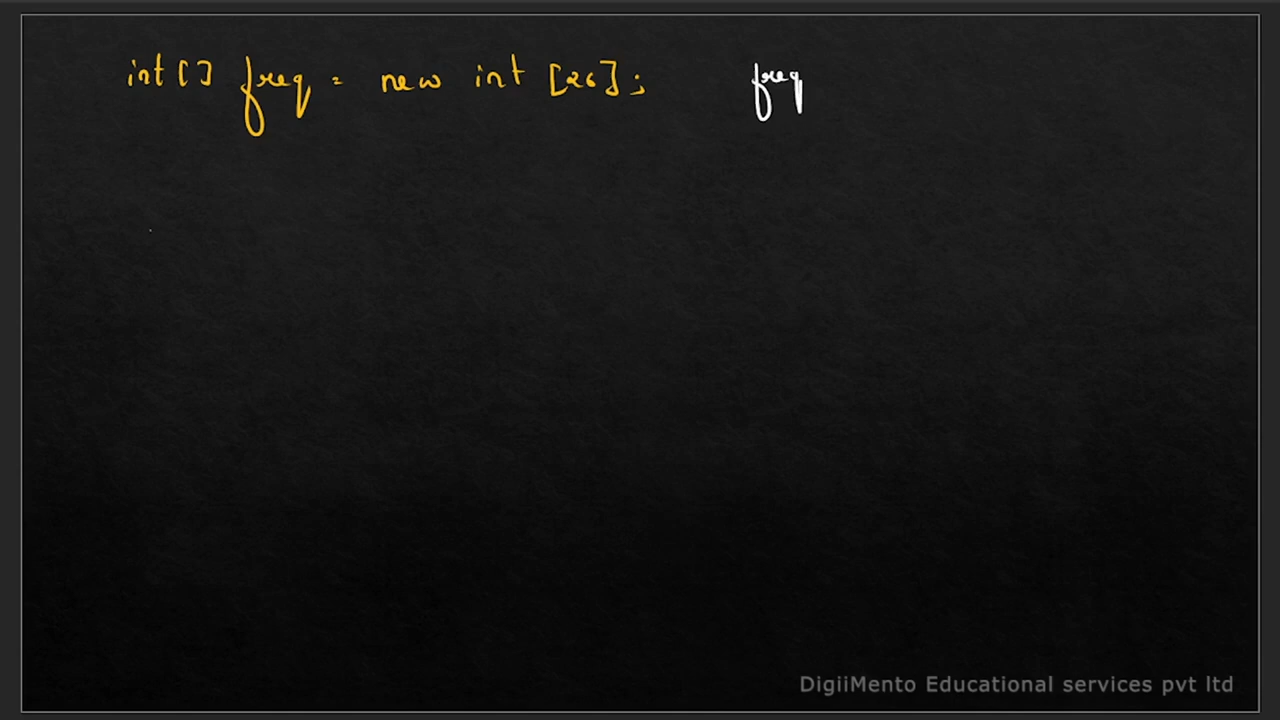 int[] freq = new int [26]; freq
DigiiMento Educational services pvt ltd